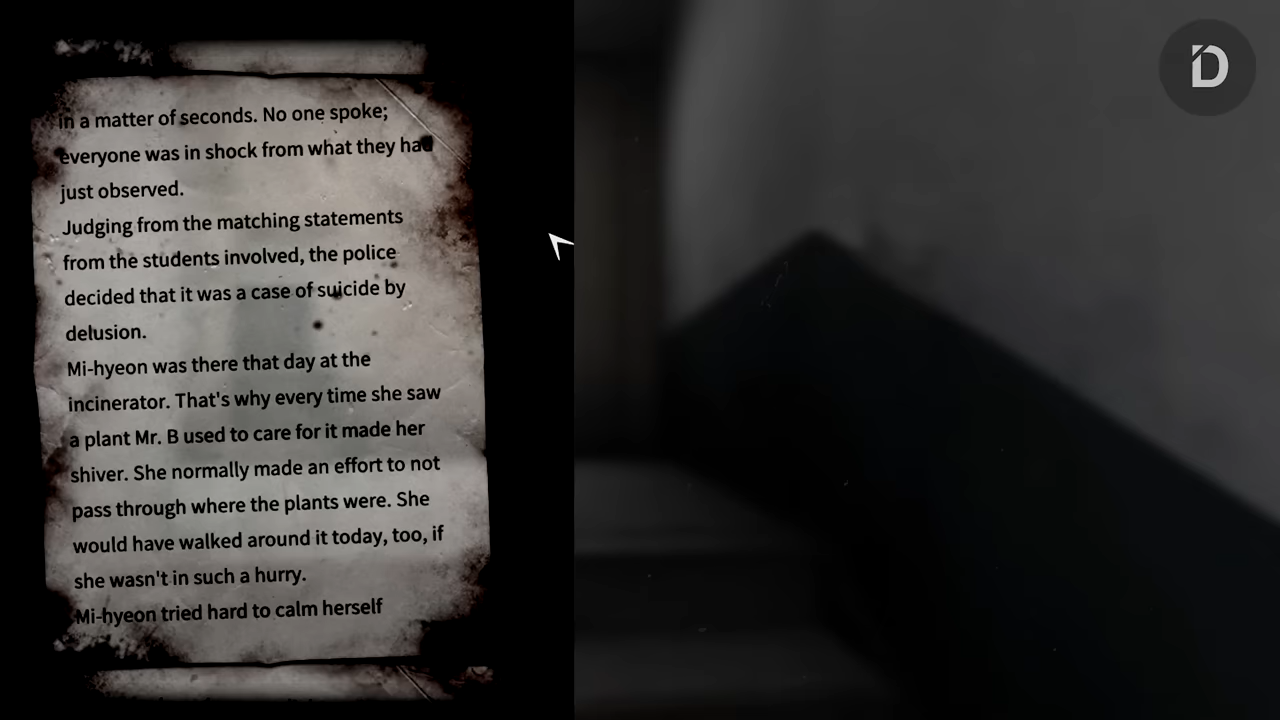 in a matter of seconds. No one spoke;
everyone was in shock from what they had
just observed.
Judging from the matching statements
from the students involved, the police
decided that it was a case of suicide by
delusion.
Mi-hyeon was there that day at the
incinerator. That's why every time she saw
a plant Mr. B used to care for it made her
shiver. She normally made an effort to not
pass through where the plants were. She
would have walked around it today, too, if
she wasn't in such a hurry.
Mi-hyeon tried hard to calm herself
D